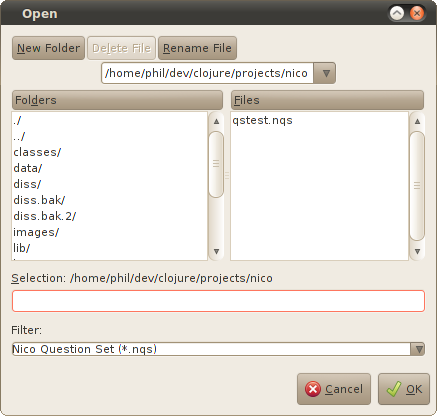 Open
New Folder Delete File Rename File
/home/phil/dev/clojure/projects/nico
Folders
./
../
classes/
data/
diss/
diss.bak/
diss.bak.2/
images/
lib/
Files
qstest.nqs
Selection: /home/phil/dev/clojure/projects/nico
Filter:
Nico Question Set (*.nqs)
Cancel OK